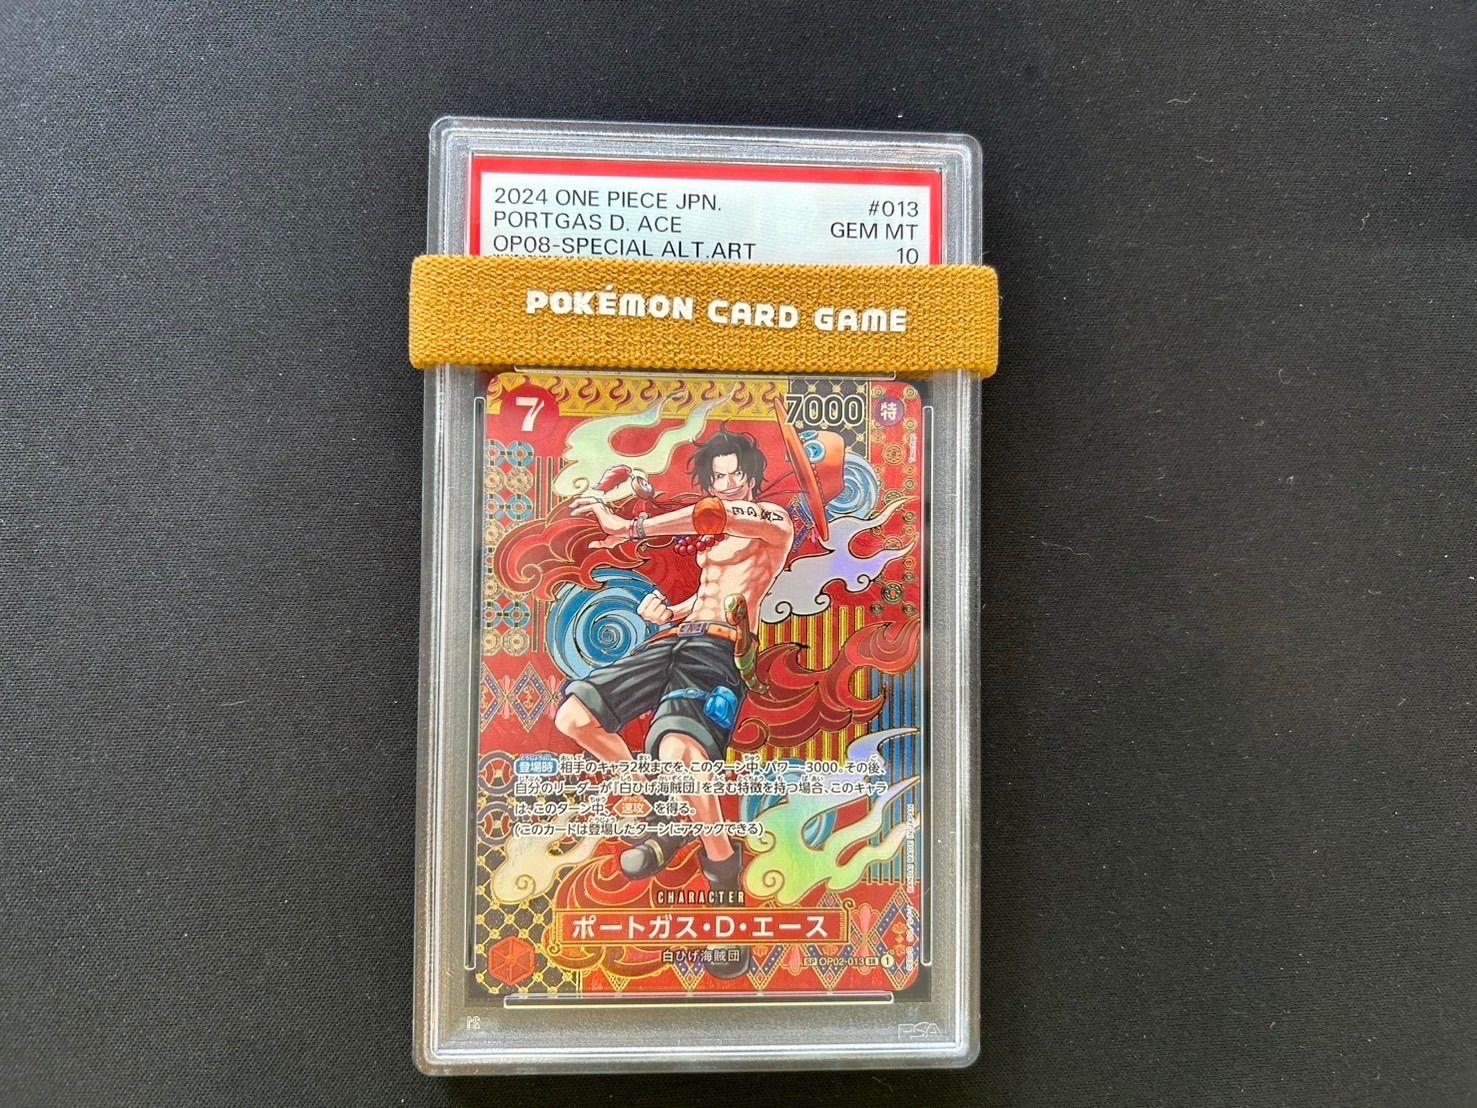 2024 ONE PIECE JPN.
#013
PORTGAS D. ACE
GEM MT
OP08-SPECIAL ALT.ART
10
POKÉMON CARD GAME
7
7000
特
登場時 相手のキャラ2枚までを、このターン中、パワー-3000。その後、
自分のリーダーが『白ひげ海賊団』を含む特徴を持つ場合、このキャラ
は、このターン中、速攻 を得る。
(このカードは登場したターンにアタックできる)
CHARACTER
ポートガス・D・エース
白ひげ海賊団
SP OP02-013 SR 1
PSA